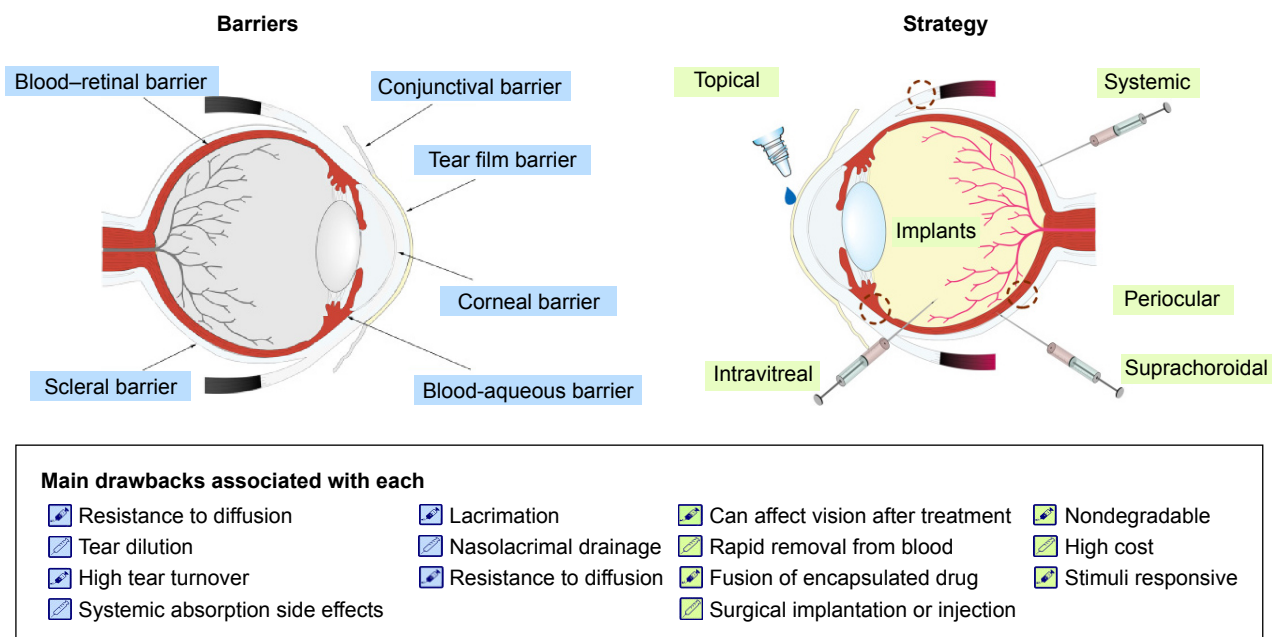 Barriers
Strategy
Blood–retinal barrier
Conjunctival barrier
Tear film barrier
Corneal barrier
Scleral barrier
Blood-aqueous barrier
Topical
Systemic
Implants
Periocular
Intravitreal
Suprachoroidal
Main drawbacks associated with each
Resistance to diffusion
Tear dilution
High tear turnover
Systemic absorption side effects
Lacrimation
Nasolacrimal drainage
Resistance to diffusion
Can affect vision after treatment
Rapid removal from blood
Fusion of encapsulated drug
Surgical implantation or injection
Nondegradable
High cost
Stimuli responsive